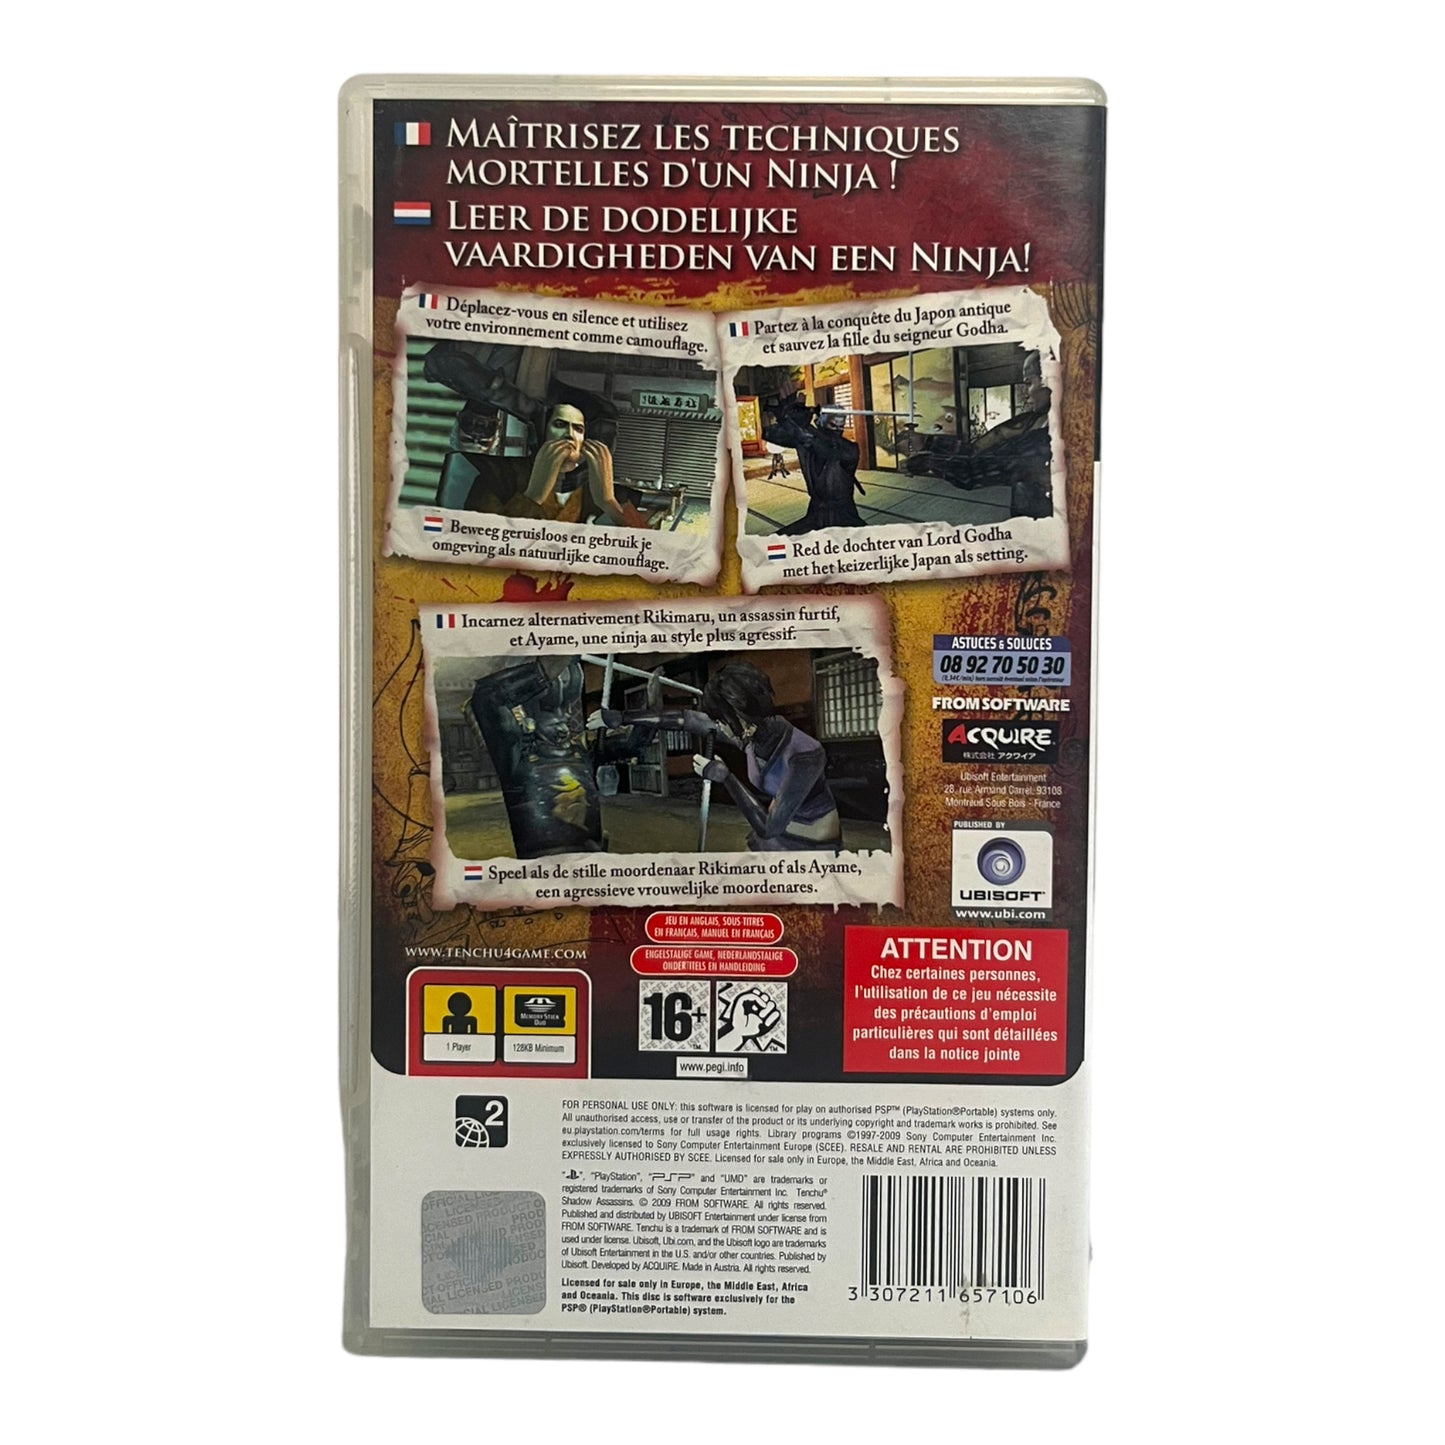 MAÎTRISEZ LES TECHNIQUES
MORTELLES D'UN NINJA !
LEER DE DODELIJKE
VAARDIGHEDEN VAN EEN NINJA!
Déplacez-vous en silence et utilisez
votre environnement comme camouflage.
Beweeg geruisloos en gebruik je
omgeving als natuurlijke camouflage.
Partez à la conquête du Japon antique
et sauvez la fille du seigneur Godha.
Red de dochter van Lord Godha
met het keizerlijke Japan als setting.
Incarnez alternativement Rikimaru, un assassin furtif,
et Ayame, une ninja au style plus agressif.
Speel als de stille moordenaar Rikimaru of als Ayame,
een agressieve vrouwelijke moordenares.
ASTUCES & SOLUCES
08 92 70 50 30
(0,34€/min) hors surcoût éventuel selon l'opérateur
FROMSOFTWARE
ACQUIRE
株式会社 アクワイア
Ubisoft Entertainment
28, rue Armand Carrel. 93108
Montreuil Sous Bois - France
PUBLISHED BY
UBISOFT
www.ubi.com
WWW.TENCHU4GAME.COM
JEU EN ANGLAIS, SOUS TITRES
EN FRANÇAIS, MANUEL EN FRANÇAIS
ENGELSTALIGE GAME, NEDERLANDSTALIGE
ONDERTITELS EN HANDLEIDING
ATTENTION
Chez certaines personnes,
l'utilisation de ce jeu nécessite
des précautions d'emploi
particulières qui sont détaillées
dans la notice jointe
MEMORY STICK
DUO
1 Player
128KB Minimum
16+
www.pegi.info
2
FOR PERSONAL USE ONLY: this software is licensed for play on authorised PSP™ (PlayStation®Portable) systems only.
All unauthorised access, use or transfer of the product or its underlying copyright and trademark works is prohibited. See
eu.playstation.com/terms for full usage rights. Library programs ©1997-2009 Sony Computer Entertainment Inc.
exclusively licensed to Sony Computer Entertainment Europe (SCEE). RESALE AND RENTAL ARE PROHIBITED UNLESS
EXPRESSLY AUTHORISED BY SCEE. Licensed for sale only in Europe, the Middle East, Africa and Oceania.
" ", "PlayStation", "PSP" and "UMD" are trademarks or
registered trademarks of Sony Computer Entertainment Inc. Tenchu®
Shadow Assassins. © 2009 FROM SOFTWARE. All rights reserved.
Published and distributed by UBISOFT Entertainment under license from
FROM SOFTWARE. Tenchu is a trademark of FROM SOFTWARE and is
used under license. Ubisoft, Ubi.com, and the Ubisoft logo are trademarks
of Ubisoft Entertainment in the U.S. and/or other countries. Published by
Ubisoft. Developed by ACQUIRE. Made in Austria. All rights reserved.
Licensed for sale only in Europe, the Middle East, Africa
and Oceania. This disc is software exclusively for the
PSP® (PlayStation®Portable) system.
3 307211 657106